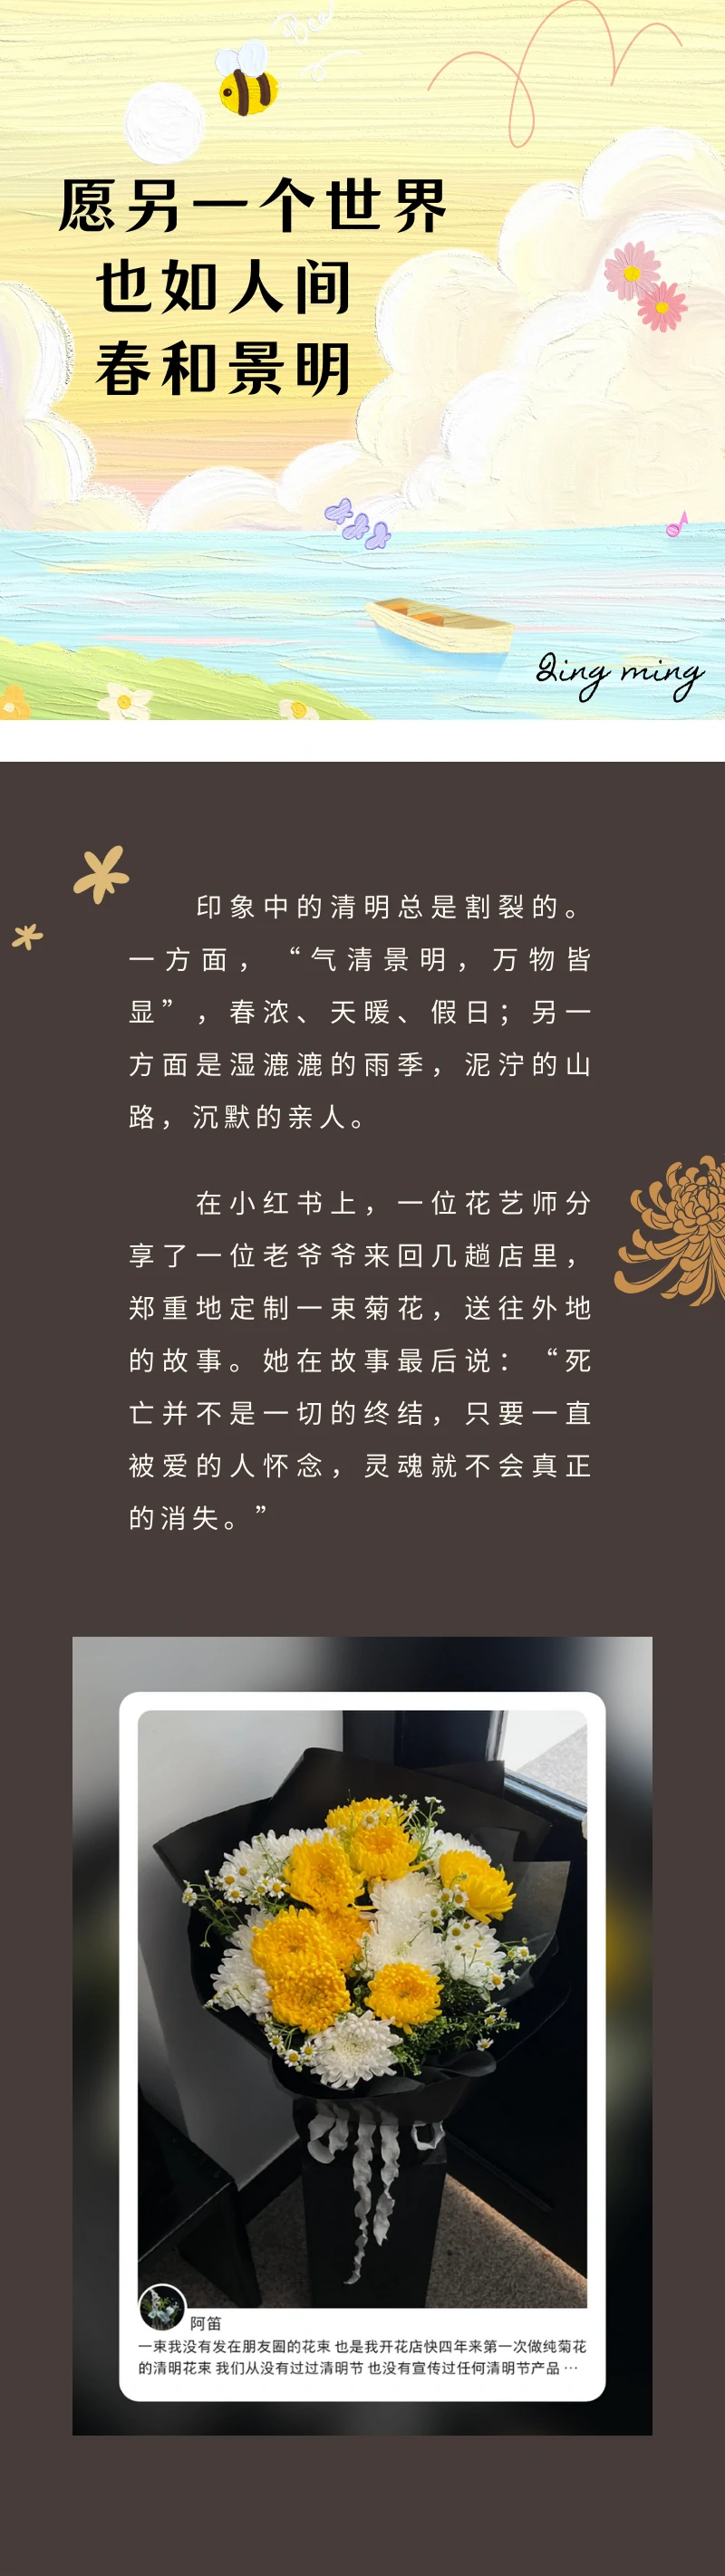 Bee
愿另一个世界
也如人间
春和景明
Qing ming
印象中的清明总是割裂的。
一方面，“气清景明，万物皆
显”，春浓、天暖、假日；另一
方面是湿漉漉的雨季，泥泞的山
路，沉默的亲人。
在小红书上，一位花艺师分
享了一位老爷爷来回几趟店里，
郑重地定制一束菊花，送往外地
的故事。她在故事最后说：“死
亡并不是一切的终结，只要一直
被爱的人怀念，灵魂就不会真正
的消失。”
阿笛
一束我没有发在朋友圈的花束 也是我开花店快四年来第一次做纯菊花
的清明花束 我们从没有过过清明节 也没有宣传过任何清明节产品 ···